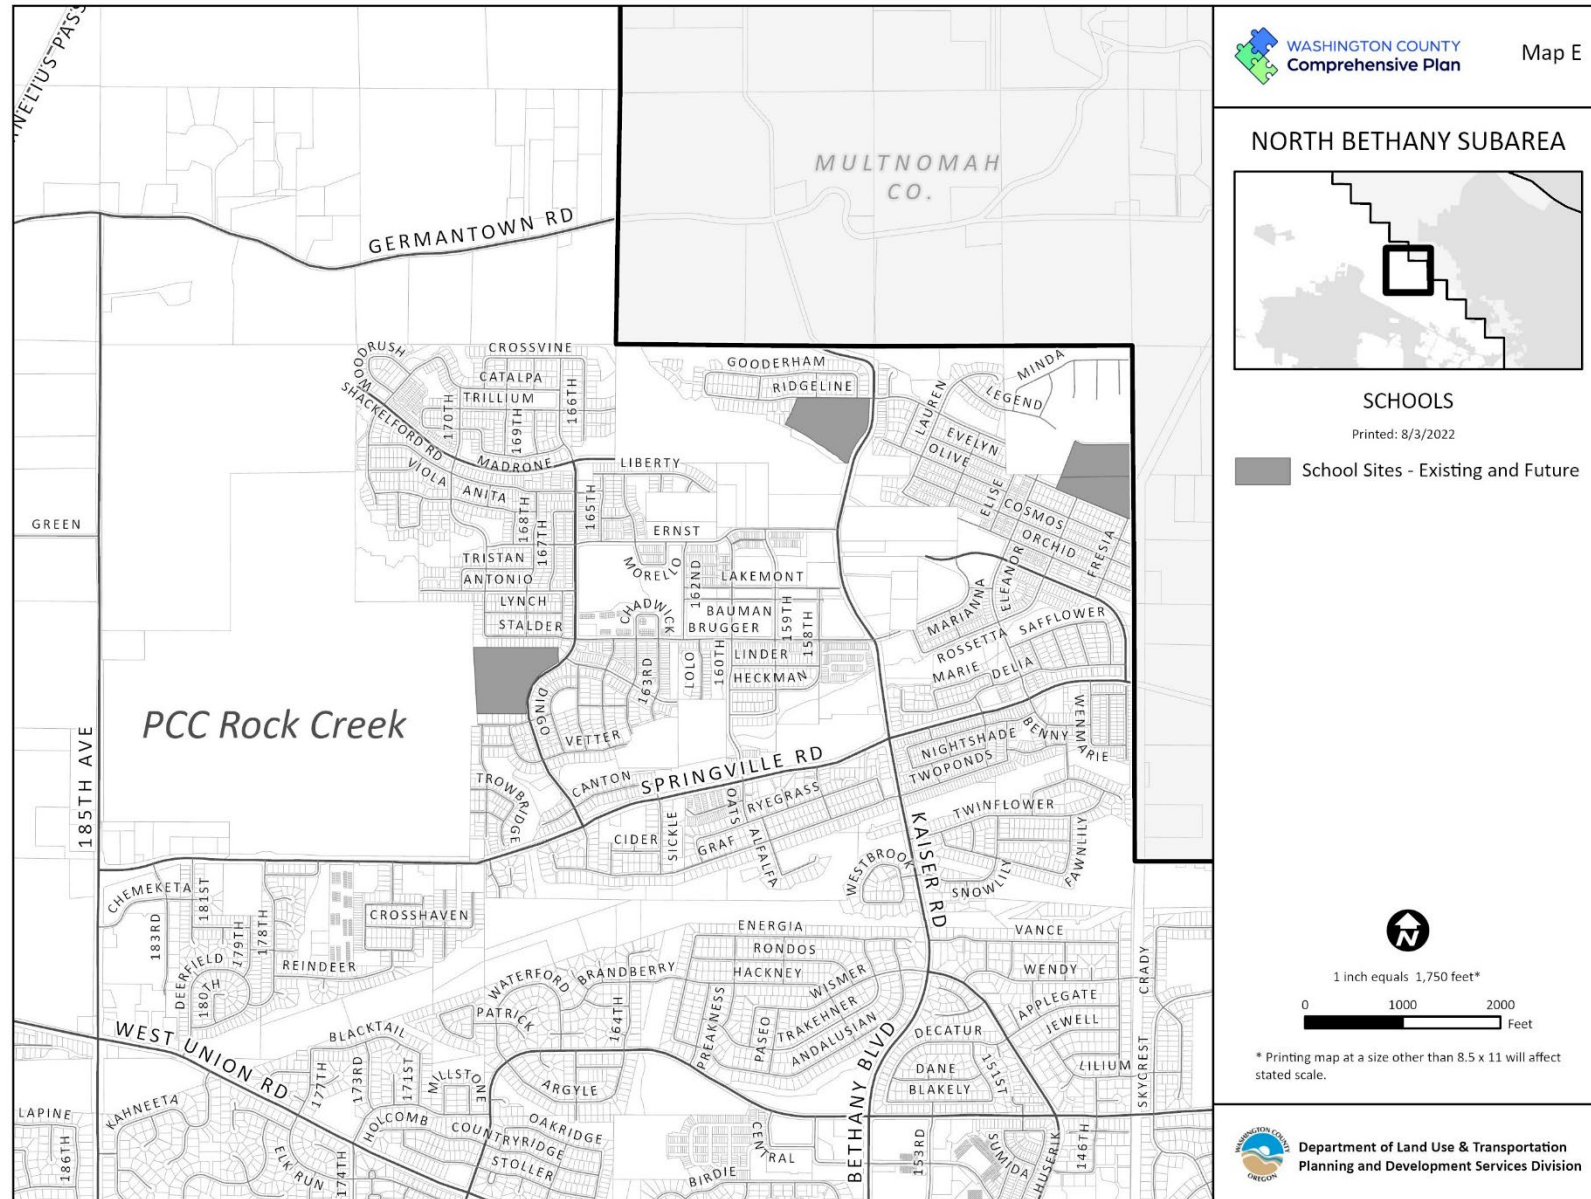 NELIUS PASS
MULTNOMAH
CO.
GERMANTOWN RD
WOODRUSH
CROSSVINE
CATALPA
TRILLIUM
166TH
170TH
169TH
SHACKELFORD RD
MADRONE
VIOLA
ANITA
168TH
167TH
165TH
LIBERTY
GREEN
TRISTAN
ANTONIO
LYNCH
STALDER
ERNST
MORELLO
162ND
LAKEMONT
CHADWICK
BAUMAN
BRUGGER
159TH
158TH
163RD
LOLO
160TH
LINDER
HECKMAN
GOODERHAM
RIDGELINE
LAUREN
LEGEND
MINDA
EVELYN
OLIVE
ELISE
COSMOS
ORCHID
FRESIA
ELEANOR
MARIANNA
ROSSETTA
SAFFLOWER
MARIE
DELIA
WENMARIE
BENNY
NIGHTSHADE
TWOPONDS
PCC Rock Creek
185TH AVE
DINGO
VETTER
TROWBRIDGE
CANTON
SPRINGVILLE RD
CIDER
SICKLE
OATS
RYEGRASS
GRAF
ALFALFA
KAISER RD
TWINFLOWER
WESTBROOK
SNOWLILY
FAWNLILY
CHEMEKETA
183RD
181ST
179TH
178TH
DEERFIELD
180TH
REINDEER
CROSSHAVEN
ENERGIA
RONDOS
HACKNEY
WISMER
VANCE
WENDY
CRADY
WATERFORD
BRANDBERRY
PATRICK
164TH
PREAKNESS
PASEO
TRAKEHNER
ANDALUSIAN
DECATUR
APPLEGATE
JEWELL
WEST UNION RD
BLACKTAIL
177TH
173RD
171ST
MILLSTONE
ARGYLE
DANE
BLAKELY
151ST
LILIUM
SKYCREST
LAPINE
KAHNEETA
186TH
HOLCOMB
COUNTRYRIDGE
OAKRIDGE
STOLLER
ELK RUN
174TH
CENTRAL
BIRDIE
BETHANY BLVD
153RD
SUMIDA
HUSERIK
146TH
WASHINGTON COUNTY
Comprehensive Plan
Map E
NORTH BETHANY SUBAREA
SCHOOLS
Printed: 8/3/2022
School Sites - Existing and Future
N
1 inch equals 1,750 feet*
0 1000 2000
Feet
* Printing map at a size other than 8.5 x 11 will affect
stated scale.
WASHINGTON COUNTY
OREGON
Department of Land Use & Transportation
Planning and Development Services Division